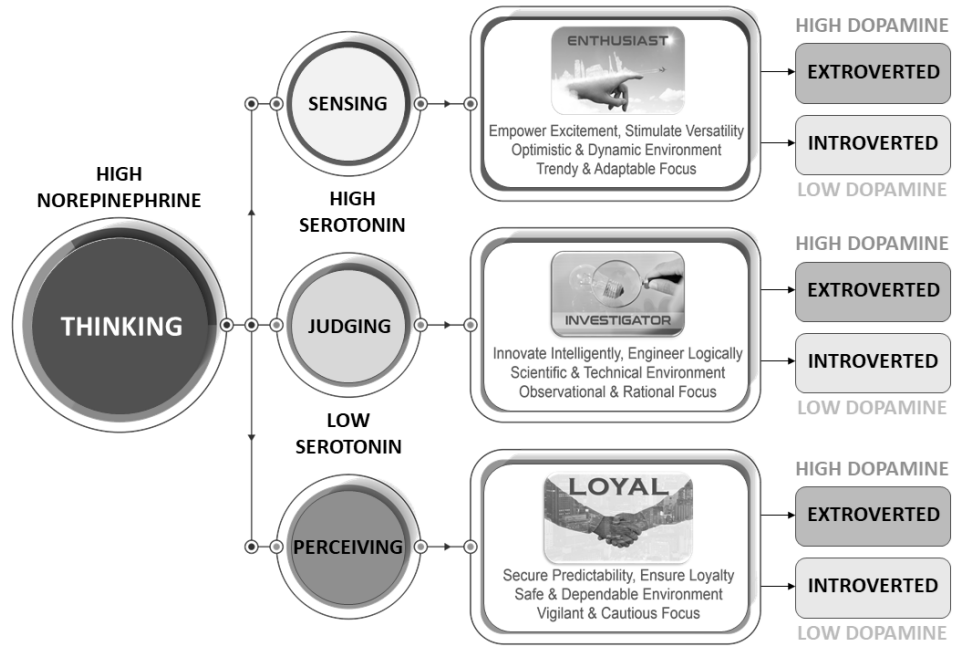 HIGH
NOREPINEPHRINE
THINKING
SENSING
ENTHUSIAST
Empower Excitement, Stimulate Versatility
Optimistic & Dynamic Environment
Trendy & Adaptable Focus
HIGH DOPAMINE
EXTROVERTED
INTROVERTED
LOW DOPAMINE
HIGH
SEROTONIN
JUDGING
INVESTIGATOR
Innovate Intelligently, Engineer Logically
Scientific & Technical Environment
Observational & Rational Focus
HIGH DOPAMINE
EXTROVERTED
INTROVERTED
LOW DOPAMINE
LOW
SEROTONIN
PERCEIVING
LOYAL
Secure Predictability, Ensure Loyalty
Safe & Dependable Environment
Vigilant & Cautious Focus
HIGH DOPAMINE
EXTROVERTED
INTROVERTED
LOW DOPAMINE